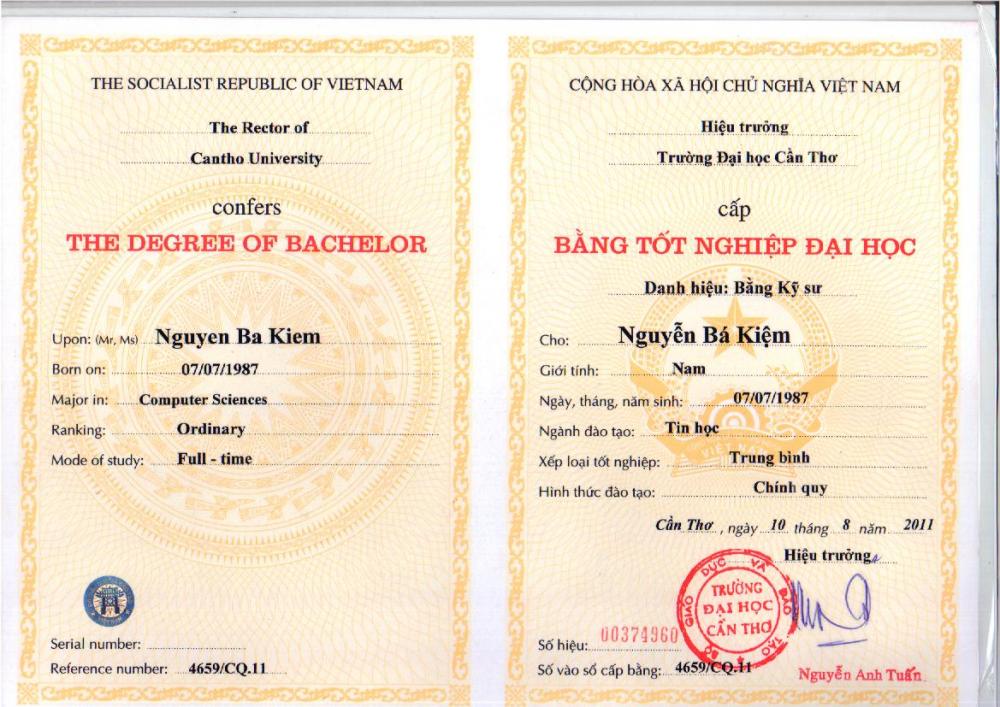 THE SOCIALIST REPUBLIC OF VIETNAM
The Rector of
Cantho University
confers
THE DEGREE OF BACHELOR
Upon: (Mr, Ms) Nguyen Ba Kiem
Born on: 07/07/1987
Major in: Computer Sciences
Ranking: Ordinary
Mode of study: Full - time
Serial number:
Reference number: 4659/CQ.11
CỘNG HÒA XÃ HỘI CHỦ NGHĨA VIỆT NAM
Hiệu trưởng
Trường Đại học Cần Thơ
cấp
BẰNG TỐT NGHIỆP ĐẠI HỌC
Danh hiệu: Bằng Kỹ sư
Cho: Nguyễn Bá Kiệm
Giới tính: Nam
Ngày, tháng, năm sinh: 07/07/1987
Ngành đào tạo: Tin học
Xếp loại tốt nghiệp: Trung bình
Hình thức đào tạo: Chính quy
Cần Thơ, ngày 10 tháng 8 năm 2011
Hiệu trưởng
BỘ GIÁO DỤC VÀ ĐÀO TẠO
TRƯỜNG
ĐẠI HỌC
CẦN THƠ
Số hiệu: 00374960
Số vào sổ cấp bằng: 4659/CQ.11
Nguyễn Anh Tuấn